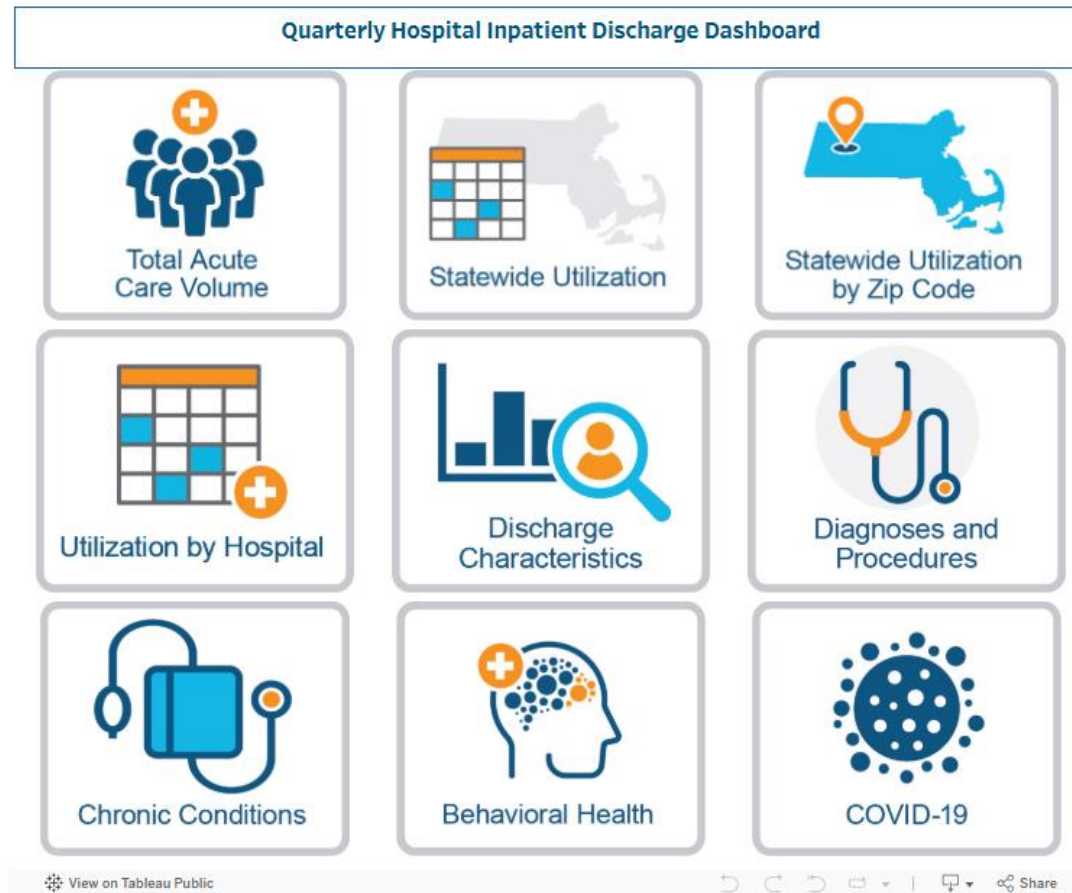 Quarterly Hospital Inpatient Discharge Dashboard
Total Acute
Care Volume
Statewide Utilization
Statewide Utilization
by Zip Code
Utilization by Hospital
Discharge
Characteristics
Diagnoses and
Procedures
Chronic Conditions
Behavioral Health
COVID-19
View on Tableau Public
Share